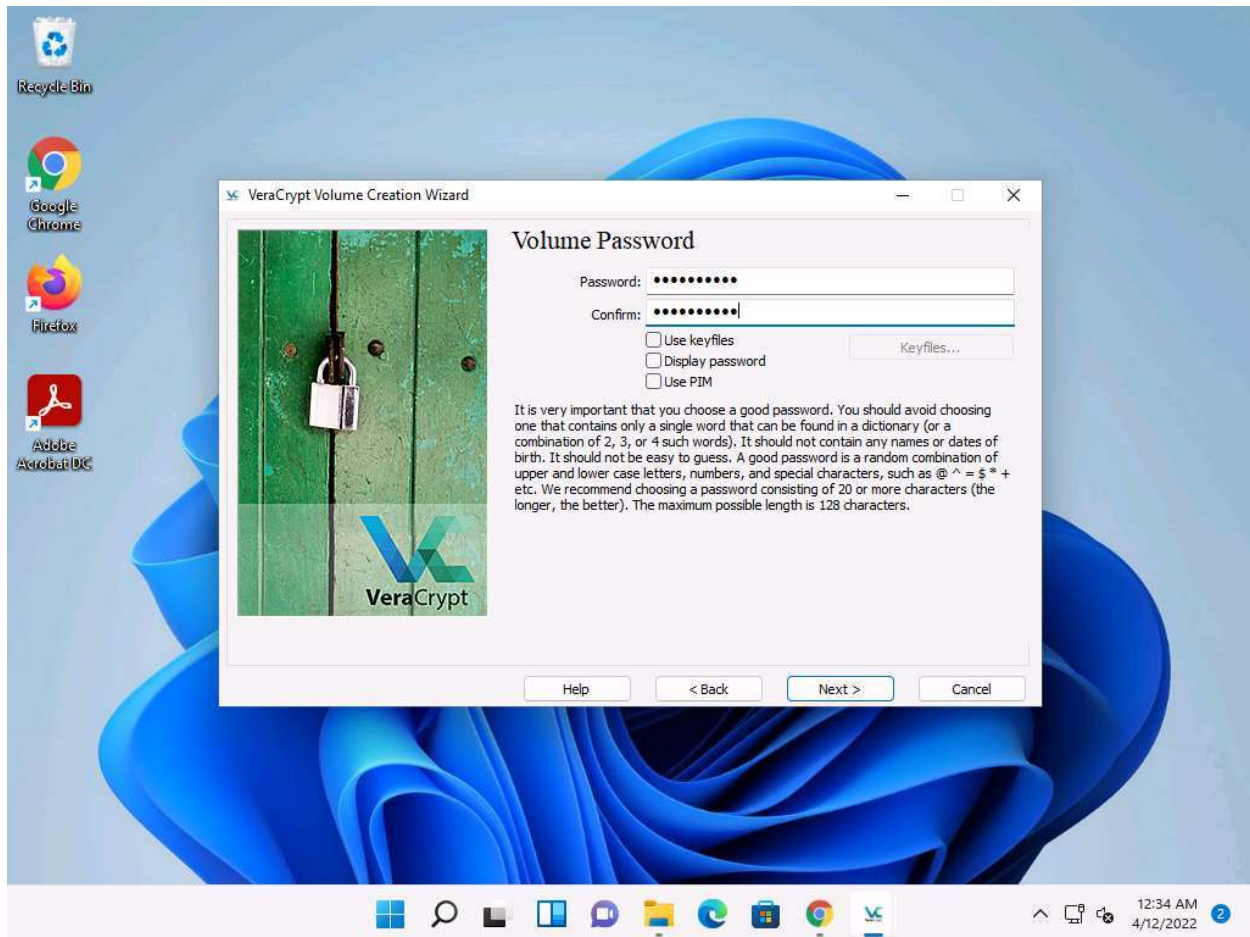 Recycle Bin
Google
Chrome
Firefox
Adobe
Acrobat DC
VeraCrypt Volume Creation Wizard
Volume Password
Password: ••••••••••
Confirm: ••••••••••
Use keyfiles
Keyfiles...
Display password
Use PIM
It is very important that you choose a good password. You should avoid choosing
one that contains only a single word that can be found in a dictionary (or a
combination of 2, 3, or 4 such words). It should not contain any names or dates of
birth. It should not be easy to guess. A good password is a random combination of
upper and lower case letters, numbers, and special characters, such as @ ^ = $ * +
etc. We recommend choosing a password consisting of 20 or more characters (the
longer, the better). The maximum possible length is 128 characters.
VeraCrypt
Help
< Back
Next >
Cancel
12:34 AM
4/12/2022
2